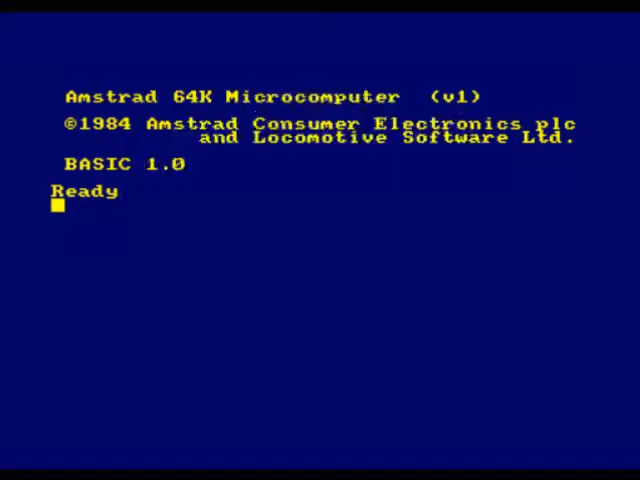 Amstrad 64K Microcomputer (v1)
©1984 Amstrad Consumer Electronics plc
and Locomotive Software Ltd.
BASIC 1.0
Ready